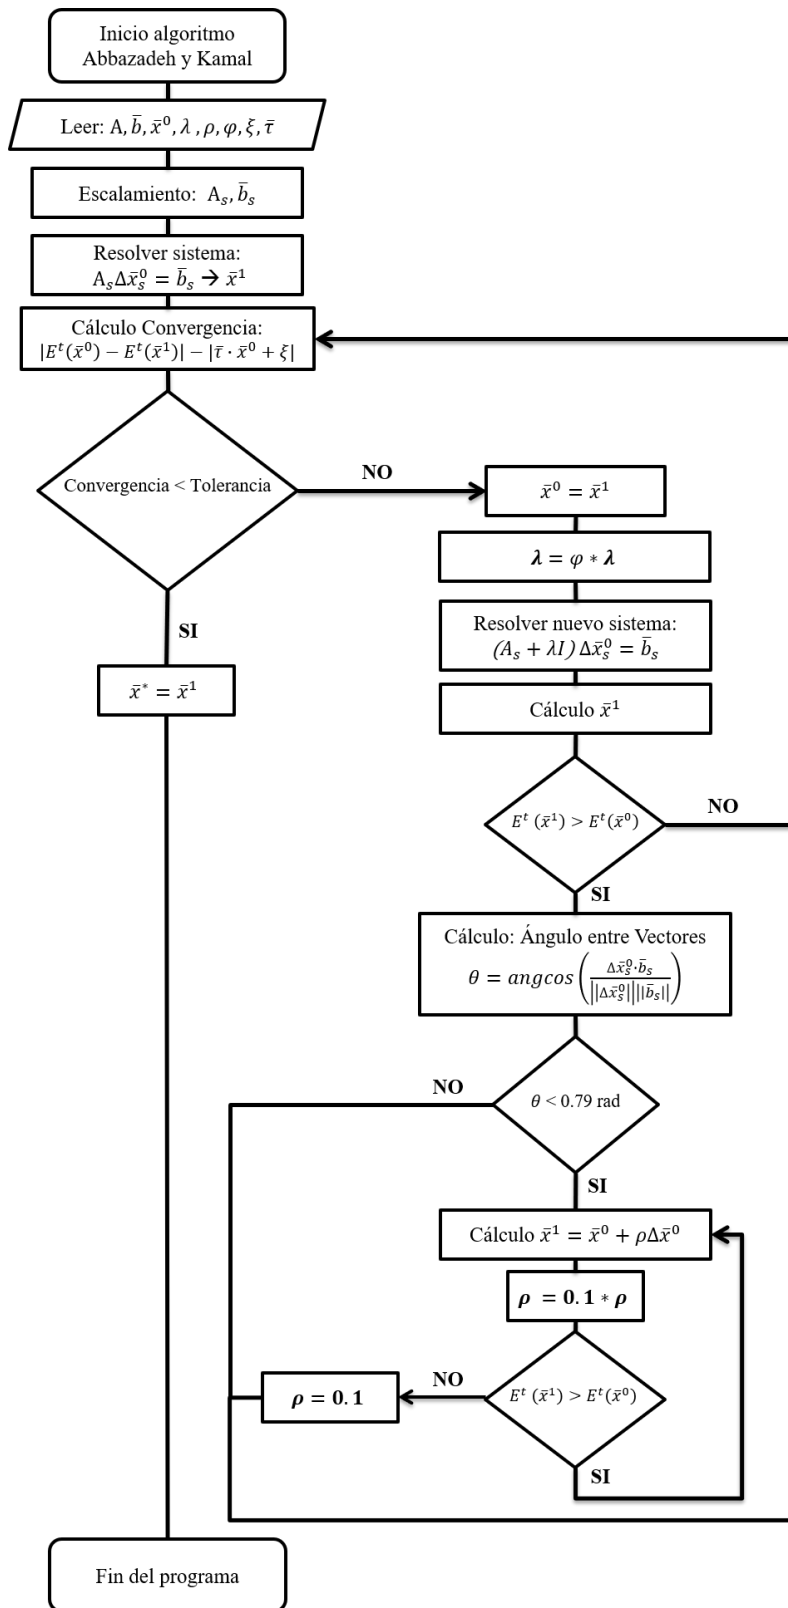 Inicio algoritmo
Abbazadeh y Kamal
Leer: A, b̄, x̄⁰, λ , ρ, φ, ξ, τ̄
Escalamiento: Aₛ, b̄ₛ
Resolver sistema:
AₛΔx̄ₛ⁰ = b̄ₛ → x̄¹
Cálculo Convergencia:
|Eᵗ(x̄⁰) − Eᵗ(x̄¹)| − |τ̄ · x̄⁰ + ξ|
Convergencia < Tolerancia
NO
SI
x̄* = x̄¹
x̄⁰ = x̄¹
λ = φ * λ
Resolver nuevo sistema:
(Aₛ + λI) Δx̄ₛ⁰ = b̄ₛ
Cálculo x̄¹
Eᵗ (x̄¹) > Eᵗ(x̄⁰)
NO
SI
Cálculo: Ángulo entre Vectores
θ = angcos (Δx̄ₛ⁰·b̄ₛ / ||Δx̄ₛ⁰||||b̄ₛ||)
θ < 0.79 rad
NO
SI
Cálculo x̄¹ = x̄⁰ + ρΔx̄⁰
ρ = 0.1 * ρ
Eᵗ (x̄¹) > Eᵗ(x̄⁰)
NO
ρ = 0.1
SI
Fin del programa